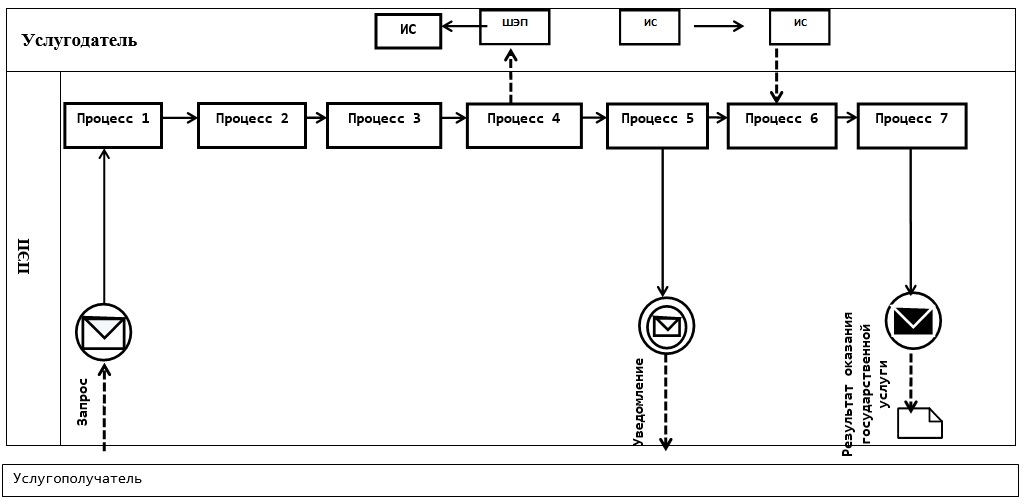 ИС
ШЭП
ИС
ИС
Услугодатель
Процесс 1
Процесс 2
Процесс 3
Процесс 4
Процесс 5
Процесс 6
Процесс 7
ПЭП
Запрос
Уведомление
Результат оказания
государственной
услуги
Услугополучатель